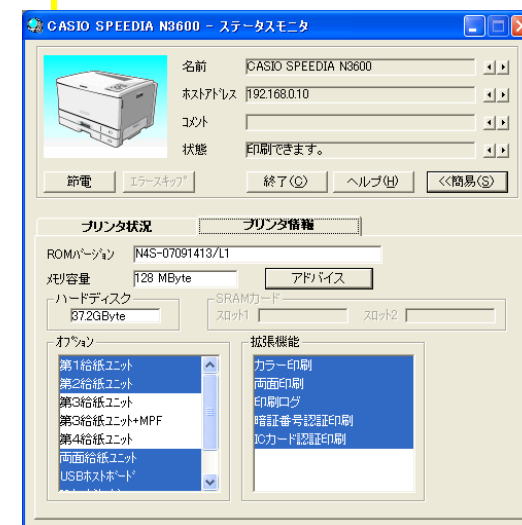 CASIO SPEEDIA N3600 - ステータスモニタ
名前 CASIO SPEEDIA N3600
ホストアドレス 192.168.0.10
コメント
状態 印刷できます。
節電 エラースキップ 終了(C) ヘルプ(H) <<簡易(S)
プリンタ状況 プリンタ情報
ROMバージョン N4S-07091413/L1
メモリ容量 128 MByte アドバイス
ハードディスク SRAMカード
37.2GByte スロット1 スロット2
オプション 拡張機能
第1給紙ユニット カラー印刷
第2給紙ユニット 両面印刷
第3給紙ユニット 印刷ログ
第3給紙ユニット+MPF 暗証番号認証印刷
第4給紙ユニット ICカード認証印刷
両面給紙ユニット
USBホストボード